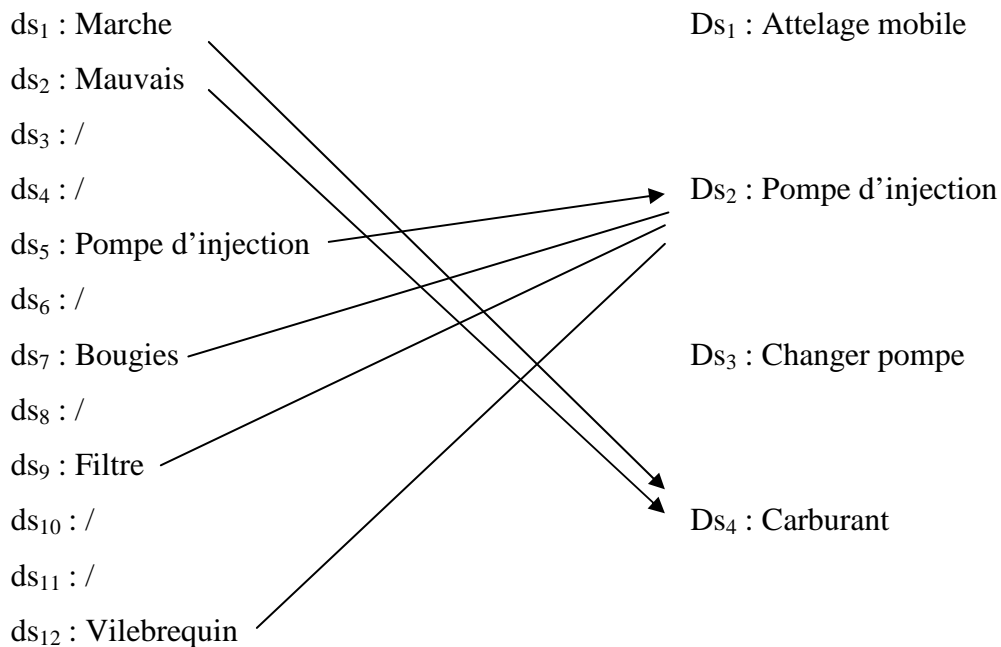 ds₁ : Marche
ds₂ : Mauvais
ds₃ : /
ds₄ : /
ds₅ : Pompe d’injection
ds₆ : /
ds₇ : Bougies
ds₈ : /
ds₉ : Filtre
ds₁₀ : /
ds₁₁ : /
ds₁₂ : Vilebrequin
Ds₁ : Attelage mobile
Ds₂ : Pompe d’injection
Ds₃ : Changer pompe
Ds₄ : Carburant